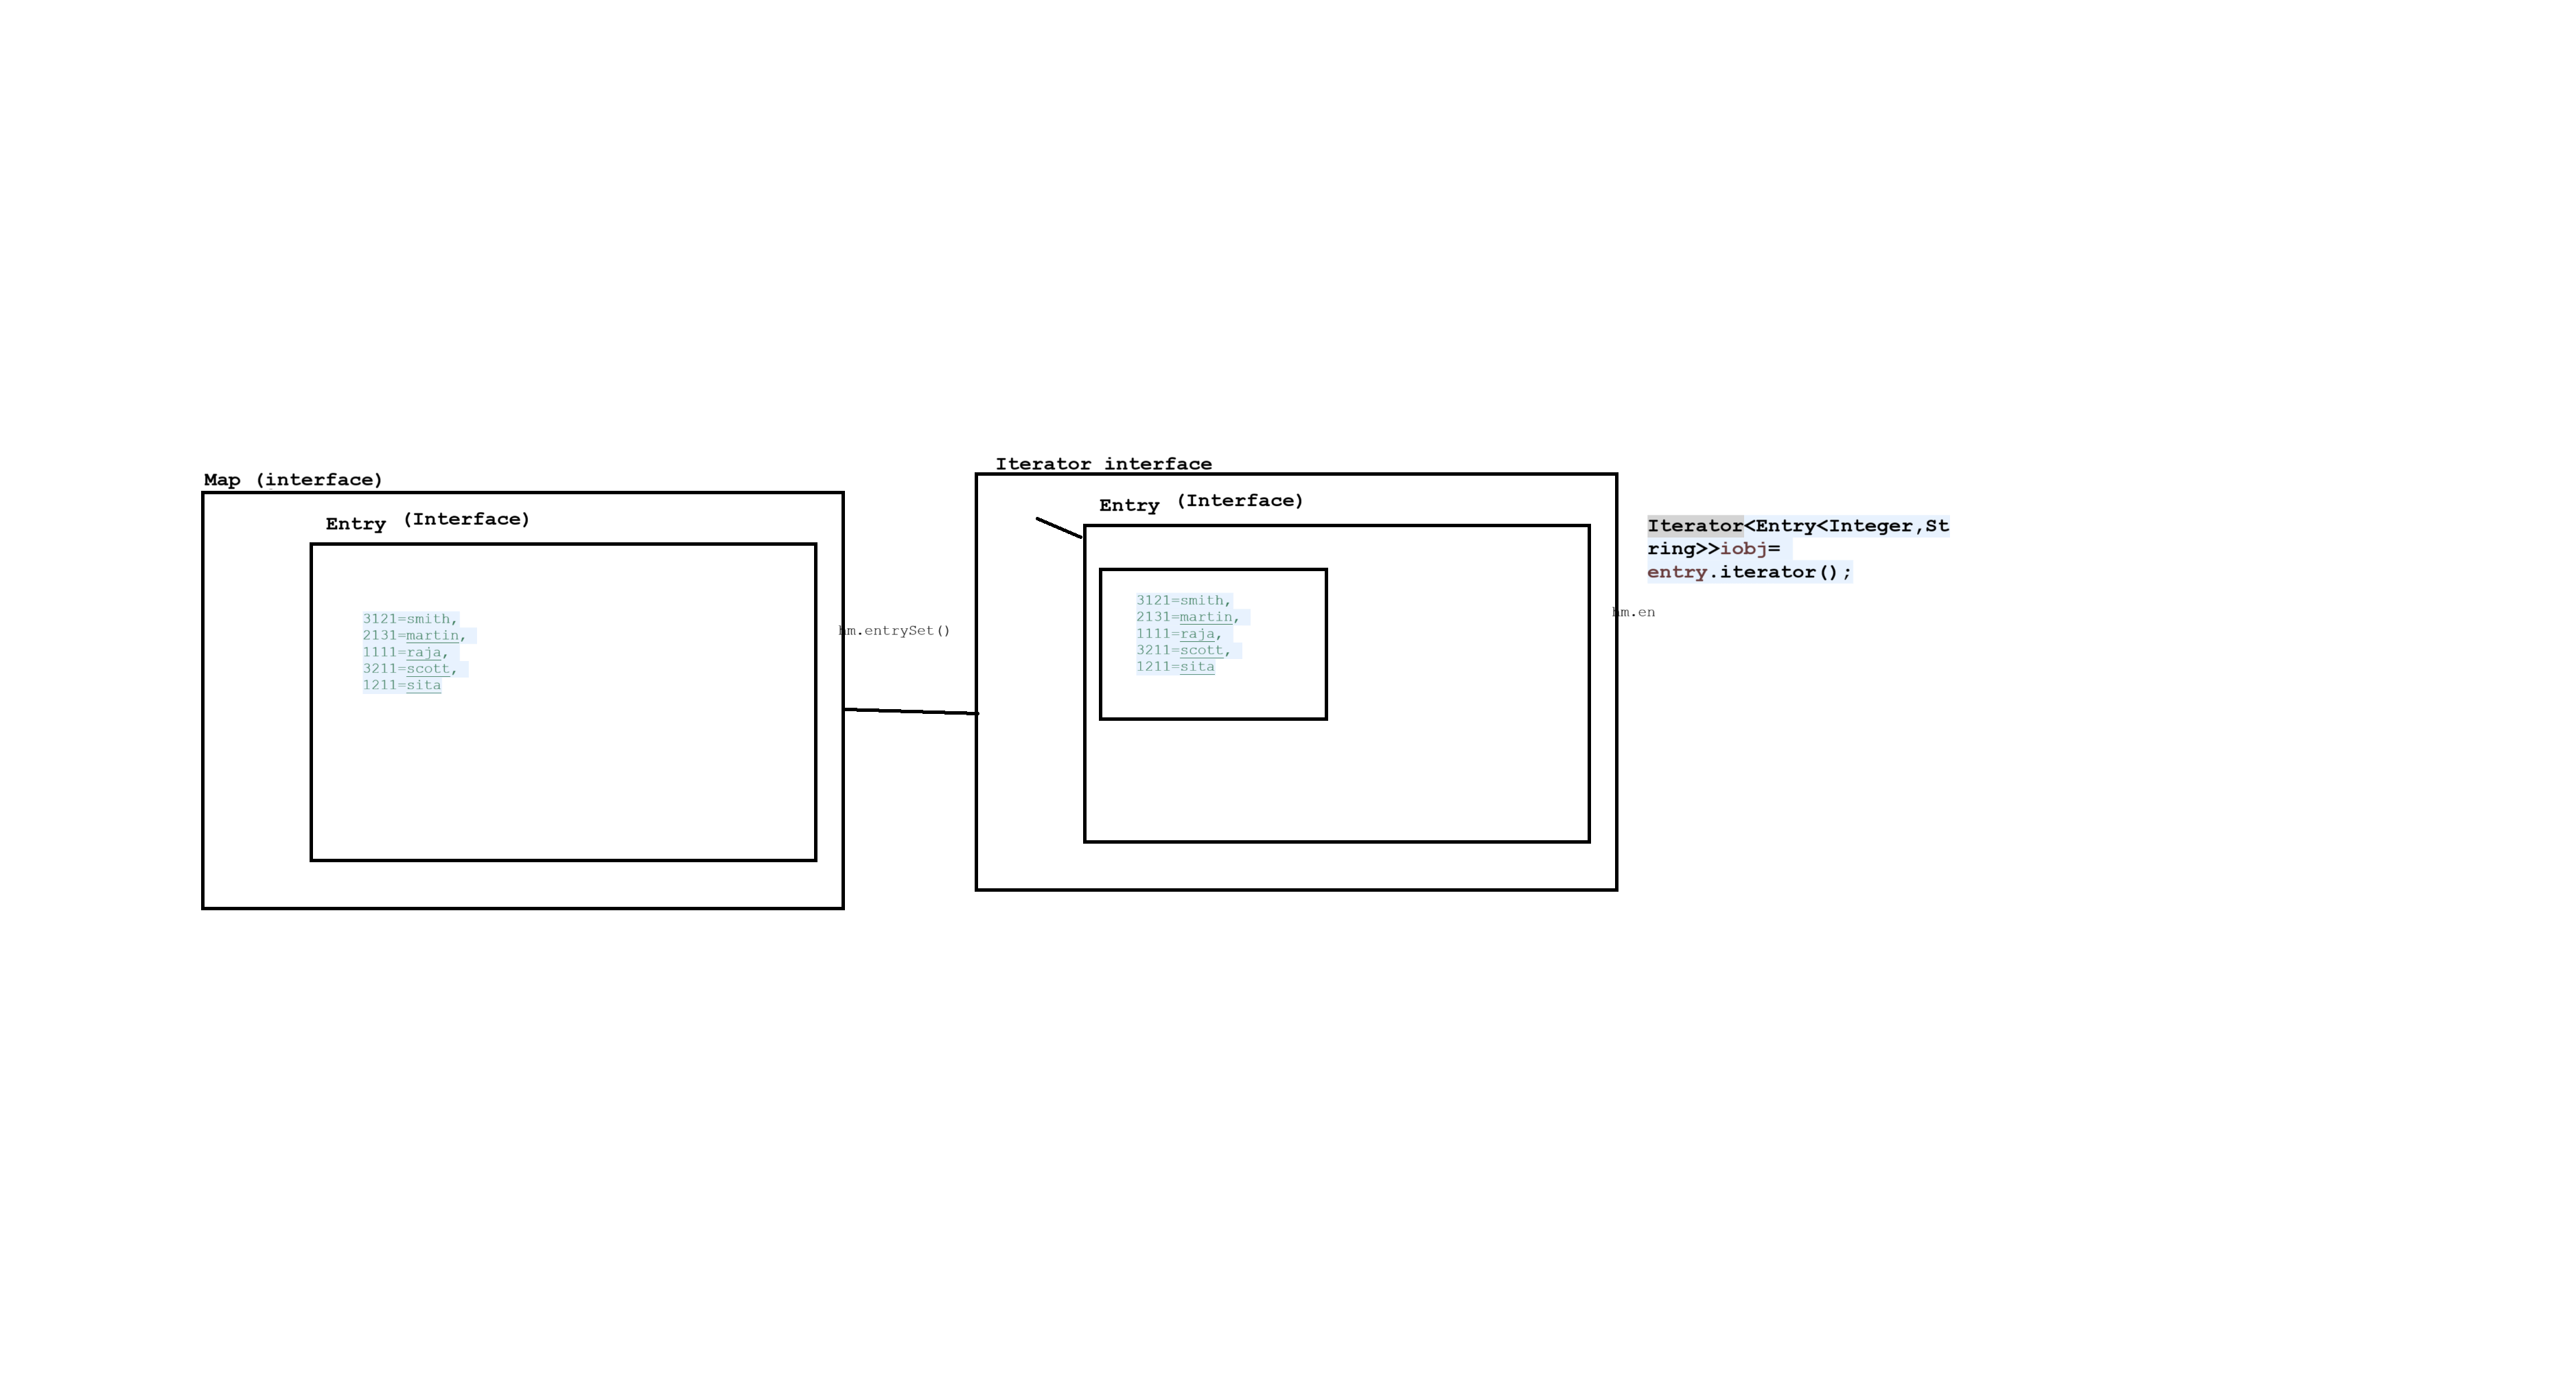 Map (interface)
Entry (Interface)
3121=smith,
2131=martin,
1111=raja,
3211=scott,
1211=sita
hm.entrySet()
Iterator interface
Entry (Interface)
3121=smith,
2131=martin,
1111=raja,
3211=scott,
1211=sita
Iterator<Entry<Integer,St
ring>>iobj=
entry.iterator();
hm.en